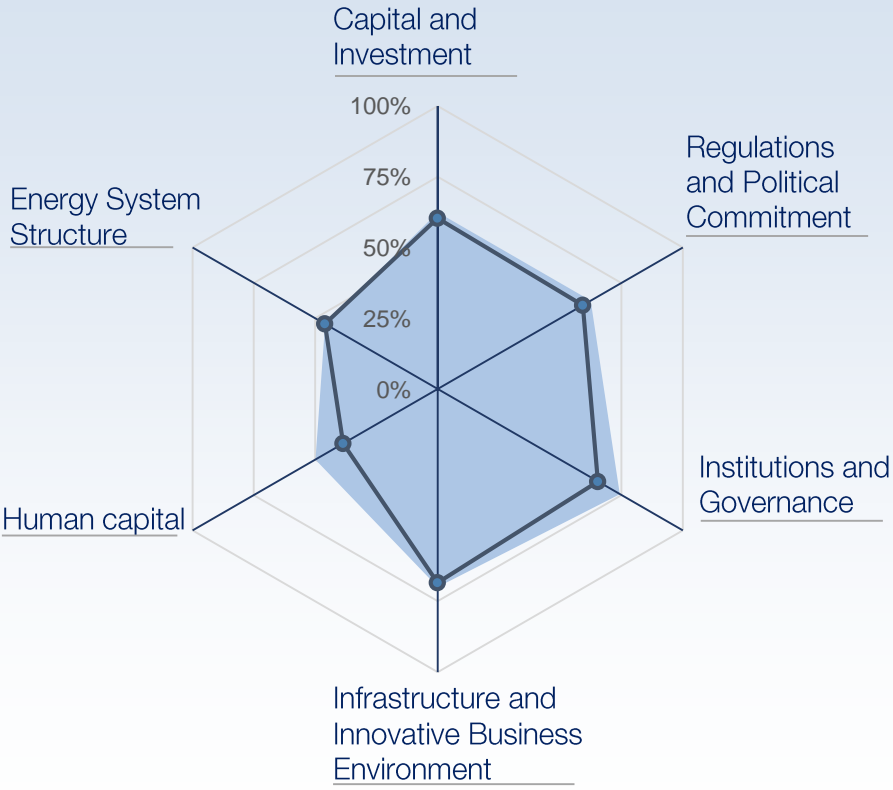 Capital and
Investment
100%
75%
50%
25%
0%
Regulations
and Political
Commitment
Energy System
Structure
Institutions and
Governance
Human capital
Infrastructure and
Innovative Business
Environment